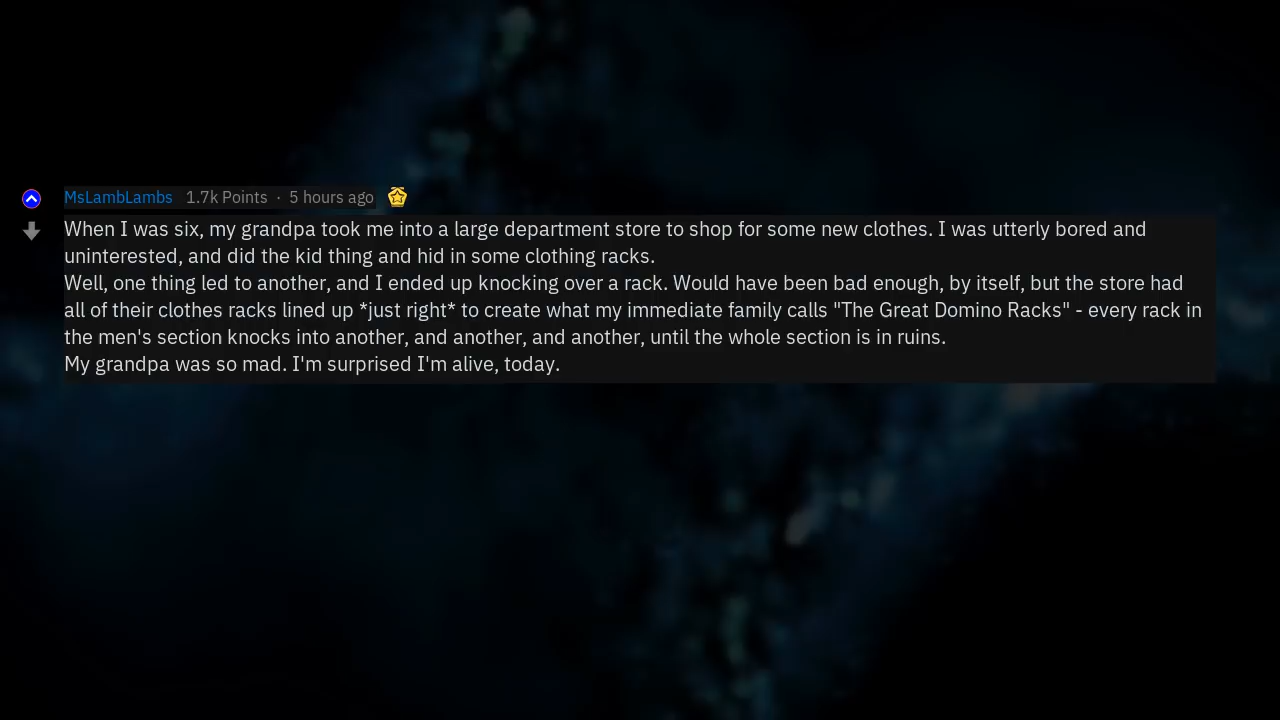 MsLambLambs 1.7k Points · 5 hours ago
When I was six, my grandpa took me into a large department store to shop for some new clothes. I was utterly bored and
uninterested, and did the kid thing and hid in some clothing racks.
Well, one thing led to another, and I ended up knocking over a rack. Would have been bad enough, by itself, but the store had
all of their clothes racks lined up *just right* to create what my immediate family calls "The Great Domino Racks" - every rack in
the men's section knocks into another, and another, and another, until the whole section is in ruins.
My grandpa was so mad. I'm surprised I'm alive, today.